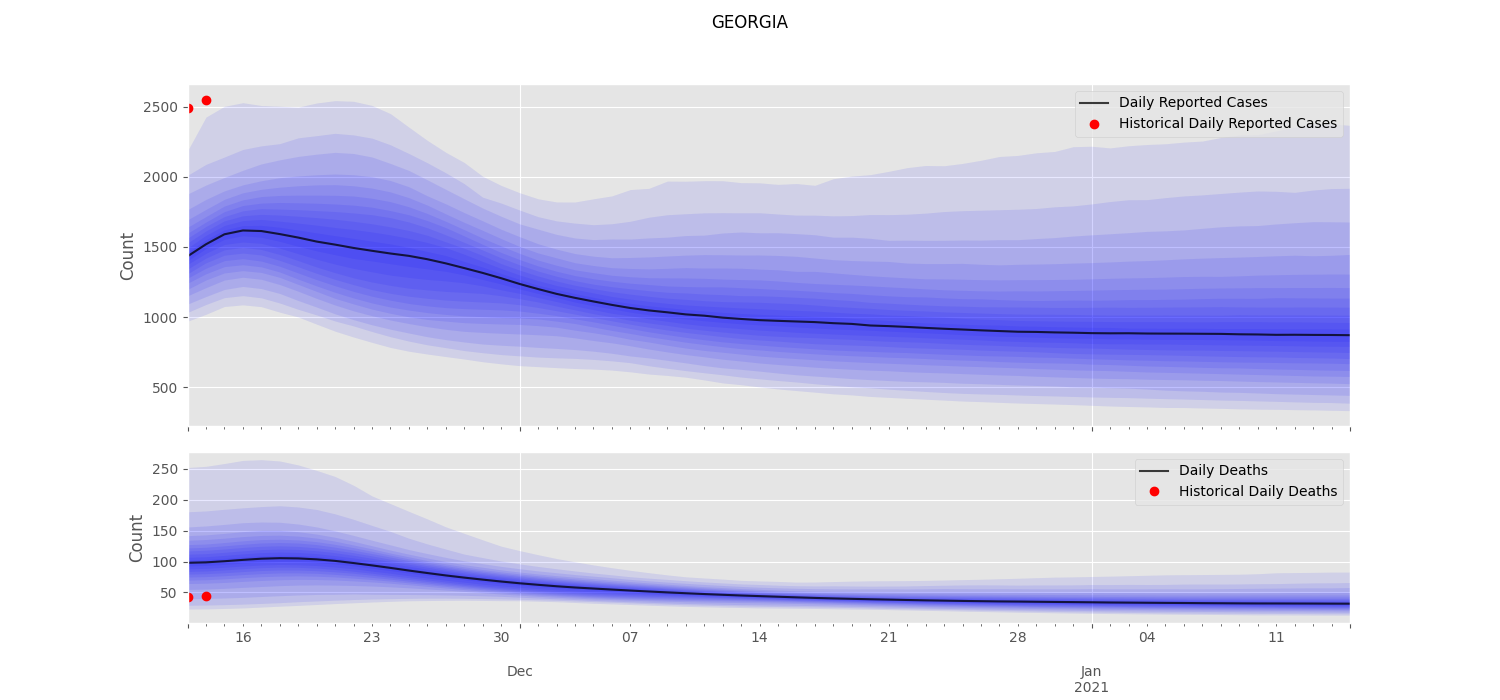 GEORGIA
2500
2000
1500
1000
500
Count
Daily Reported Cases
Historical Daily Reported Cases
250
200
150
100
50
Count
Daily Deaths
Historical Daily Deaths
16 23 30 07 14 21 28 04 11
Dec Jan
2021